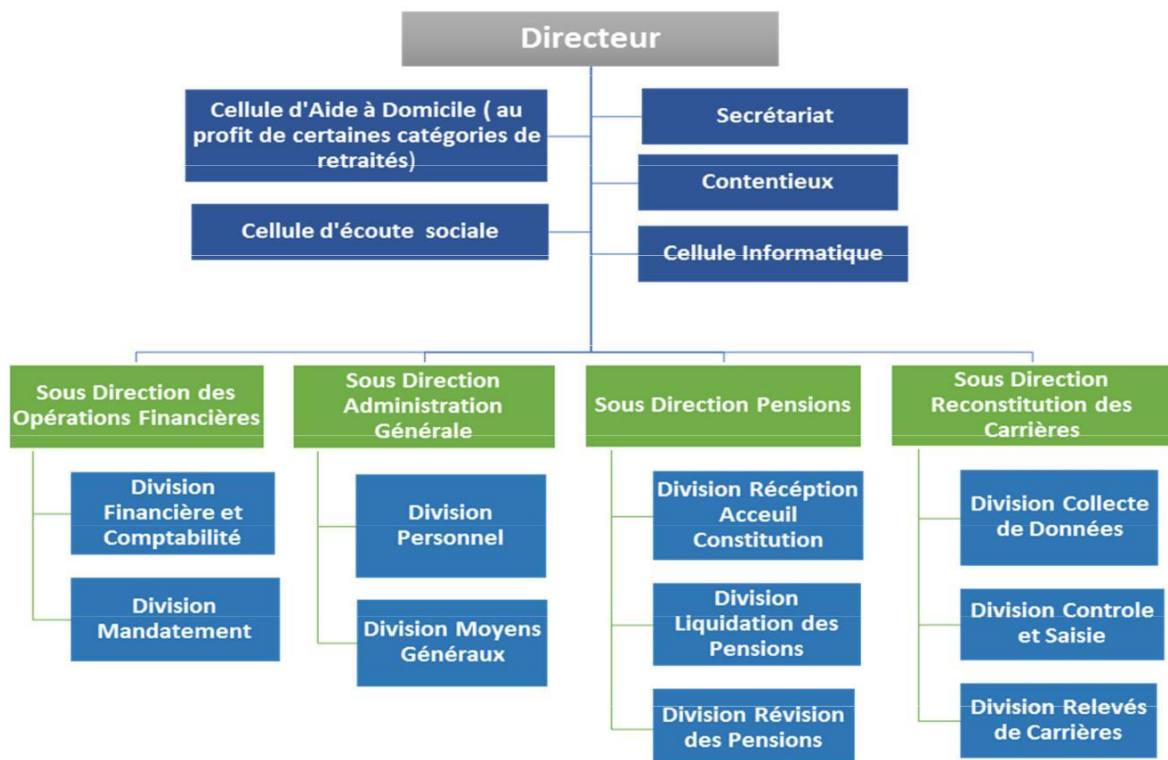 Directeur
Cellule d'Aide à Domicile ( au
profit de certaines catégories de
retraités)
Secrétariat
Contentieux
Cellule d'écoute sociale
Cellule Informatique
Sous Direction des
Opérations Financières
Sous Direction
Administration
Générale
Sous Direction Pensions
Sous Direction
Reconstitution des
Carrières
Division
Financière et
Comptabilité
Division
Mandatement
Division
Personnel
Division Moyens
Généraux
Division Récéption
Acceuil
Constitution
Division
Liquidation des
Pensions
Division Révision
des Pensions
Division Collecte
de Données
Division Controle
et Saisie
Division Relevés
de Carrières